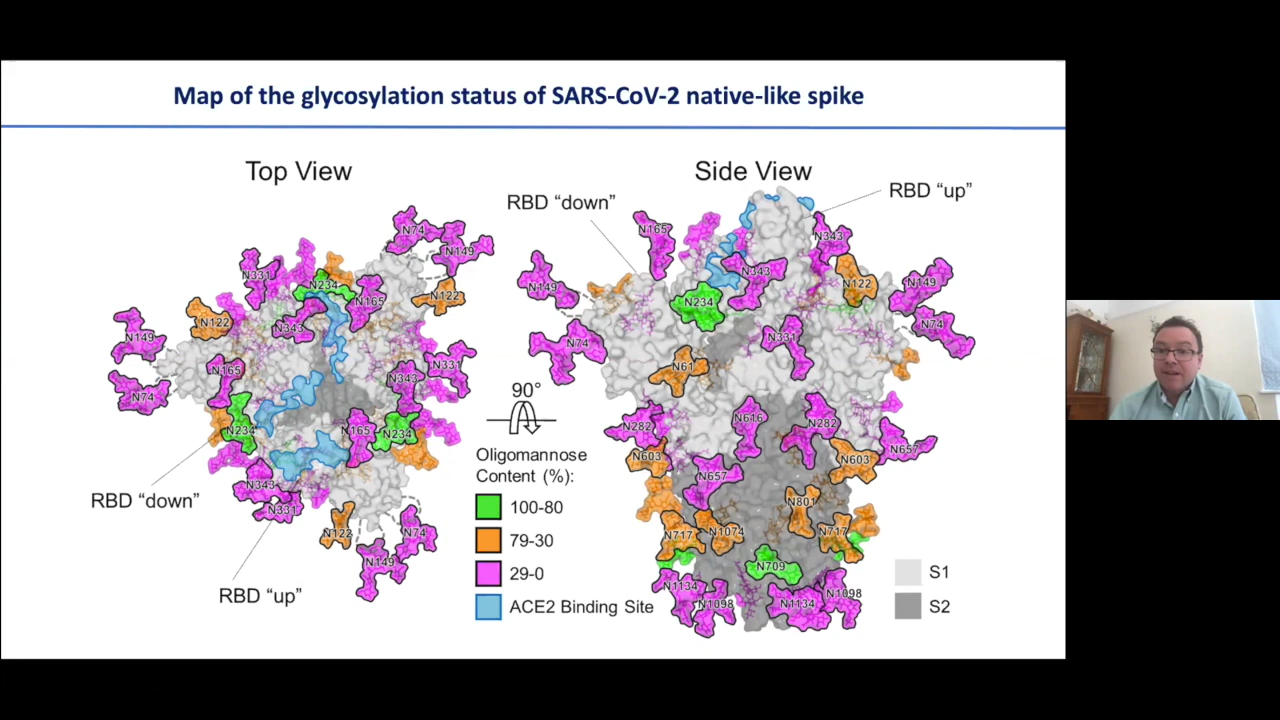 Map of the glycosylation status of SARS-CoV-2 native-like spike
Top View
N74
N149
N331
N234
N165
N122
N122
N343
N149
N165
N331
N343
N74
N234
N165
N234
RBD "down"
N343
N331
N122
N74
N149
RBD "up"
90°
Oligomannose
Content (%):
100-80
79-30
29-0
ACE2 Binding Site
Side View
RBD "down"
RBD "up"
N165
N343
N343
N149
N122
N149
N234
N74
N74
N331
N61
N282
N616
N282
N657
N603
N603
N657
N801
N717
N1074
N717
N709
N1134
N1098
N1134
N1098
S1
S2